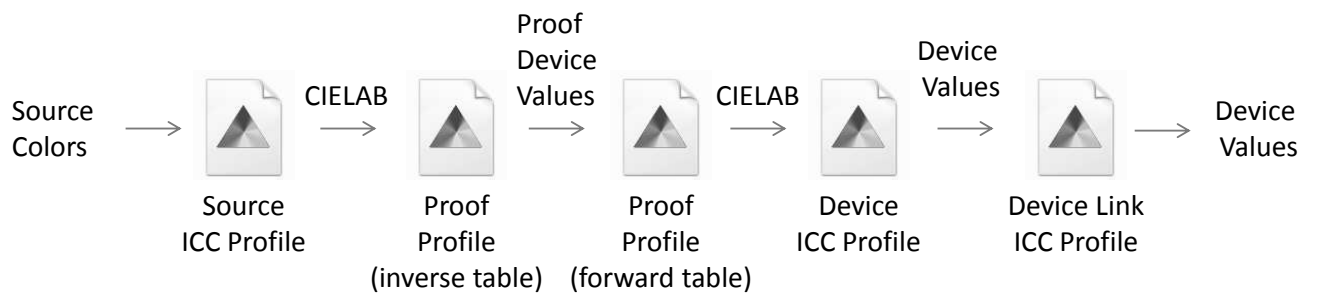 Source
Colors
CIELAB
Proof
Device
Values
CIELAB
Device
Values
Device
Values
Source
ICC Profile
Proof
Profile
(inverse table)
Proof
Profile
(forward table)
Device
ICC Profile
Device Link
ICC Profile